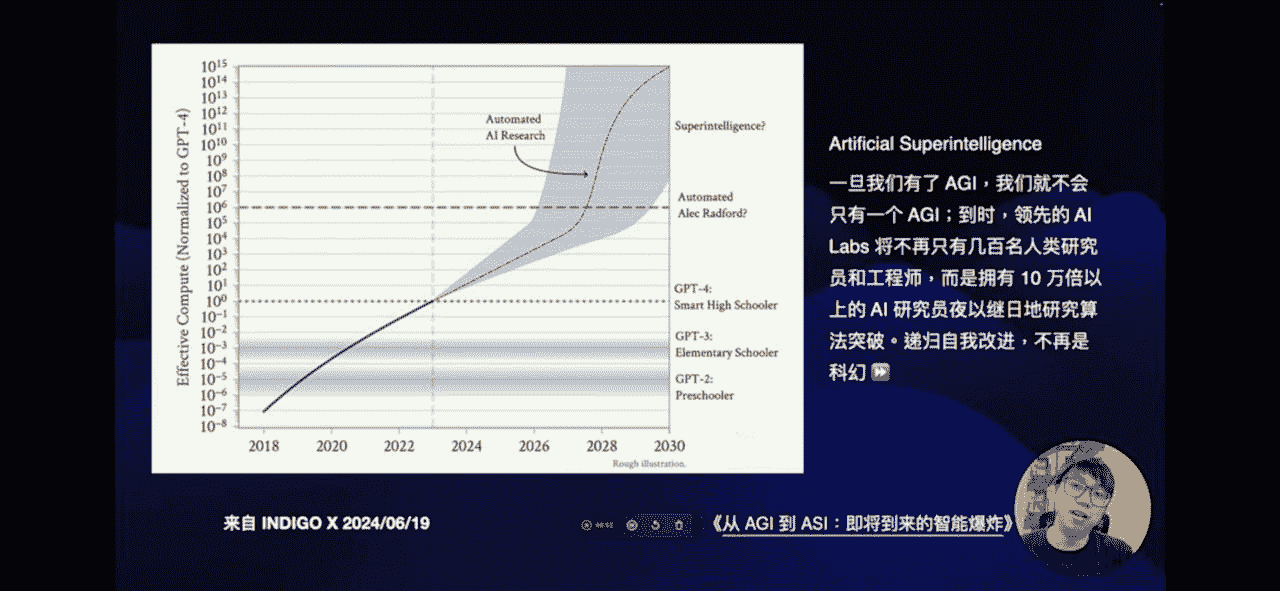 10¹⁵
10¹⁴
10¹³
10¹²
10¹¹
10¹⁰
10⁹
10⁸
10⁷
10⁶
10⁵
10⁴
10³
10²
10¹
10⁰
10⁻¹
10⁻²
10⁻³
10⁻⁴
10⁻⁵
10⁻⁶
10⁻⁷
10⁻⁸
Effective Compute (Normalized to GPT-4)
2018 2020 2022 2024 2026 2028 2030
Rough illustration.
Automated
AI Research
Superintelligence?
Automated
Alec Radford?
GPT-4:
Smart High Schooler
GPT-3:
Elementary Schooler
GPT-2:
Preschooler
Artificial Superintelligence
一旦我们有了 AGI，我们就不会
只有一个 AGI；到时，领先的 AI
Labs 将不再只有几百名人类研究
员和工程师，而是拥有 10 万倍以
上的 AI 研究员夜以继日地研究算
法突破。递归自我改进，不再是
科幻 ⏩
来自 INDIGO X 2024/06/19
《从 AGI 到 ASI：即将到来的智能爆炸》